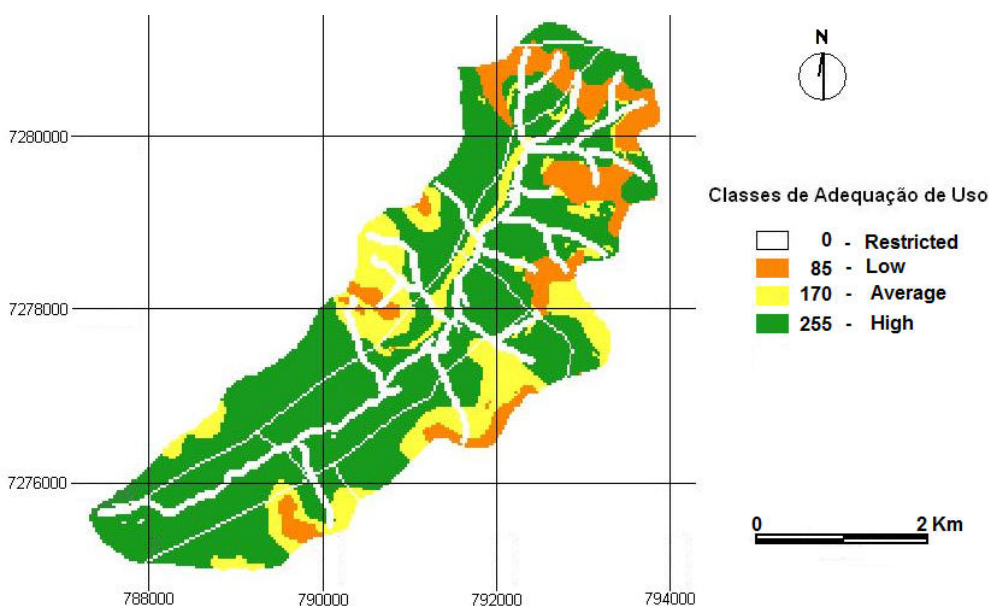 N
7280000
7278000
7276000
788000 790000 792000 794000
Classes de Adequação de Uso
0 - Restricted
85 - Low
170 - Average
255 - High
0 2 Km